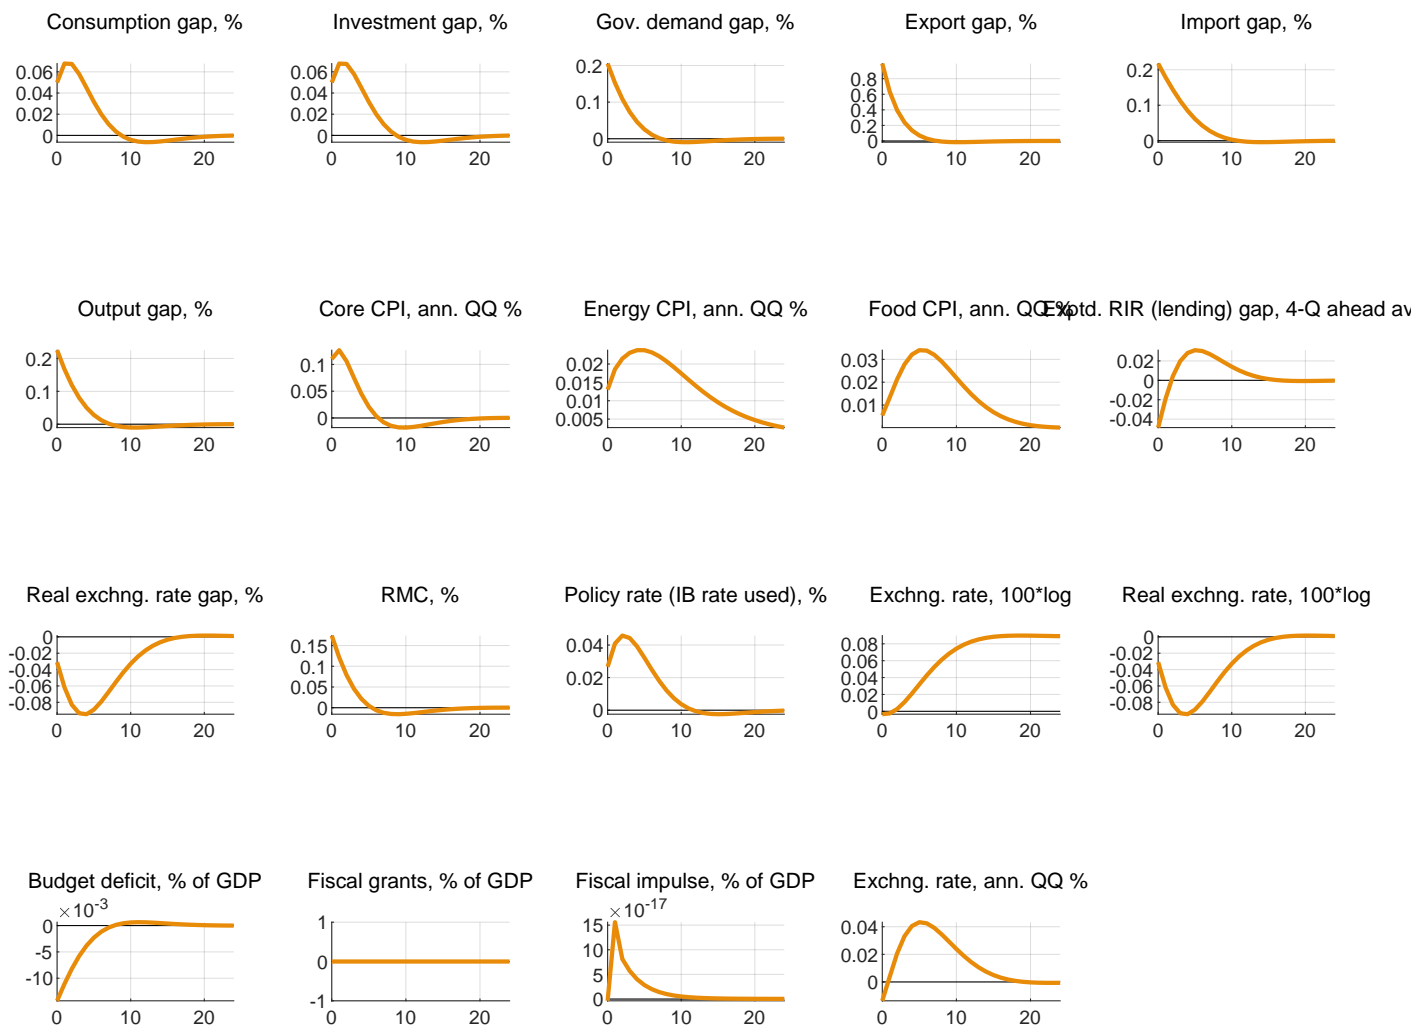 Consumption gap, %
Investment gap, %
Gov. demand gap, %
Export gap, %
Import gap, %
0.06
0.04
0.02
0
0 10 20
0.06
0.04
0.02
0
0 10 20
0.2
0.1
0
0 10 20
0.8
0.6
0.4
0.2
0
0 10 20
0.2
0.1
0
0 10 20
Output gap, %
Core CPI, ann. QQ %
Energy CPI, ann. QQ %
Food CPI, ann. QQ %
Exptd. RIR (lending) gap, 4-Q ahead av
0.2
0.1
0
0 10 20
0.1
0.05
0
0 10 20
0.02
0.015
0.01
0.005
0 10 20
0.03
0.02
0.01
0 10 20
0.02
0
-0.02
-0.04
0 10 20
Real exchng. rate gap, %
RMC, %
Policy rate (IB rate used), %
Exchng. rate, 100*log
Real exchng. rate, 100*log
0
-0.02
-0.04
-0.06
-0.08
0 10 20
0.15
0.1
0.05
0
0 10 20
0.04
0.02
0
0 10 20
0.08
0.06
0.04
0.02
0
0 10 20
0
-0.02
-0.04
-0.06
-0.08
0 10 20
Budget deficit, % of GDP
Fiscal grants, % of GDP
Fiscal impulse, % of GDP
Exchng. rate, ann. QQ %
×10⁻³
0
-5
-10
0 10 20
1
0
-1
0 10 20
×10⁻¹⁷
15
10
5
0
0 10 20
0.04
0.02
0
0 10 20